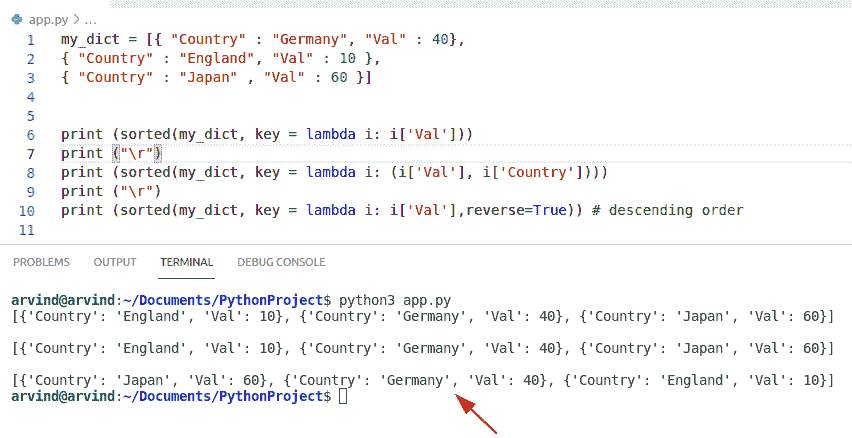 app.py > ...
1 my_dict = [{ "Country" : "Germany", "Val" : 40},
2 { "Country" : "England", "Val" : 10 },
3 { "Country" : "Japan" , "Val" : 60 }]
4
5
6 print (sorted(my_dict, key = lambda i: i['Val']))
7 print ("\r")
8 print (sorted(my_dict, key = lambda i: (i['Val'], i['Country'])))
9 print ("\r")
10 print (sorted(my_dict, key = lambda i: i['Val'],reverse=True)) # descending order
11
PROBLEMS OUTPUT TERMINAL DEBUG CONSOLE
arvind@arvind:~/Documents/PythonProject$ python3 app.py
[{'Country': 'England', 'Val': 10}, {'Country': 'Germany', 'Val': 40}, {'Country': 'Japan', 'Val': 60}]
[{'Country': 'England', 'Val': 10}, {'Country': 'Germany', 'Val': 40}, {'Country': 'Japan', 'Val': 60}]
[{'Country': 'Japan', 'Val': 60}, {'Country': 'Germany', 'Val': 40}, {'Country': 'England', 'Val': 10}]
arvind@arvind:~/Documents/PythonProject$